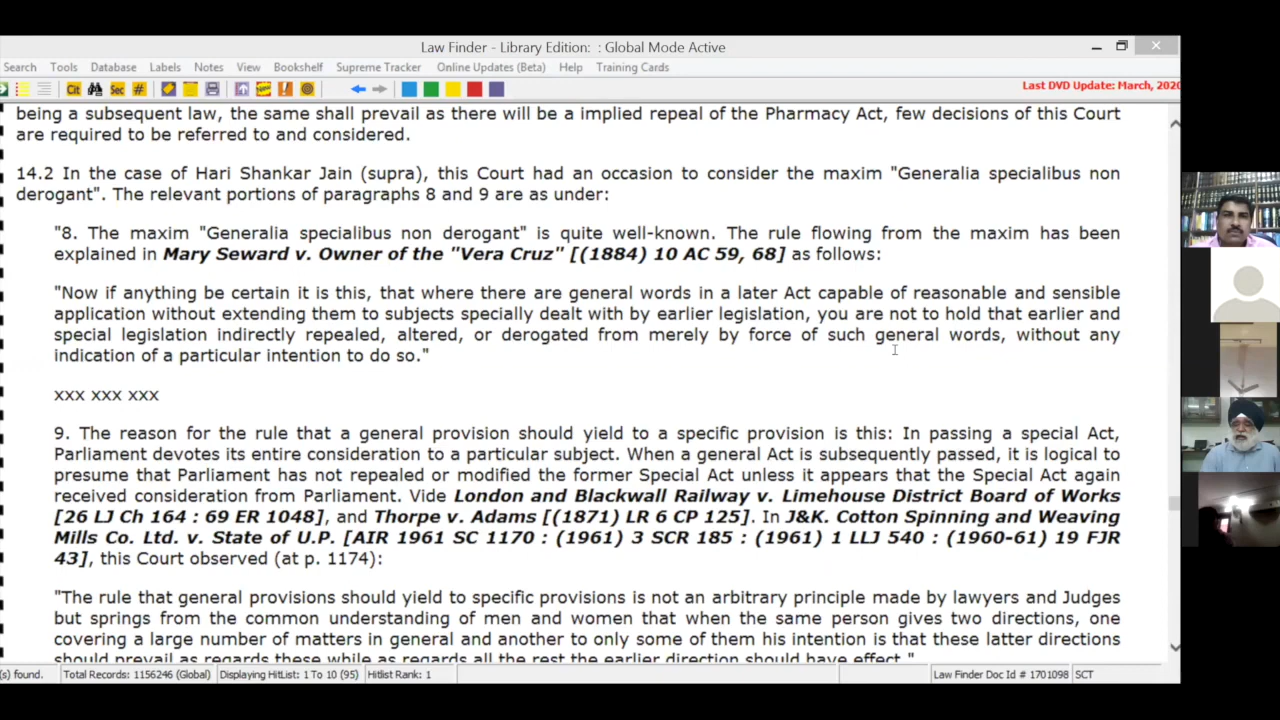 Law Finder - Library Edition: : Global Mode Active
Search Tools Database Labels Notes View Bookshelf Supreme Tracker Online Updates (Beta) Help Training Cards
Cit Sec # Last DVD Update: March, 2020
being a subsequent law, the same shall prevail as there will be a implied repeal of the Pharmacy Act, few decisions of this Court
are required to be referred to and considered.
14.2 In the case of Hari Shankar Jain (supra), this Court had an occasion to consider the maxim "Generalia specialibus non
derogant". The relevant portions of paragraphs 8 and 9 are as under:
"8. The maxim "Generalia specialibus non derogant" is quite well-known. The rule flowing from the maxim has been
explained in Mary Seward v. Owner of the "Vera Cruz" [(1884) 10 AC 59, 68] as follows:
"Now if anything be certain it is this, that where there are general words in a later Act capable of reasonable and sensible
application without extending them to subjects specially dealt with by earlier legislation, you are not to hold that earlier and
special legislation indirectly repealed, altered, or derogated from merely by force of such general words, without any
indication of a particular intention to do so."
xxx xxx xxx
9. The reason for the rule that a general provision should yield to a specific provision is this: In passing a special Act,
Parliament devotes its entire consideration to a particular subject. When a general Act is subsequently passed, it is logical to
presume that Parliament has not repealed or modified the former Special Act unless it appears that the Special Act again
received consideration from Parliament. Vide London and Blackwall Railway v. Limehouse District Board of Works
[26 LJ Ch 164 : 69 ER 1048], and Thorpe v. Adams [(1871) LR 6 CP 125]. In J&K. Cotton Spinning and Weaving
Mills Co. Ltd. v. State of U.P. [AIR 1961 SC 1170 : (1961) 3 SCR 185 : (1961) 1 LLJ 540 : (1960-61) 19 FJR
43], this Court observed (at p. 1174):
"The rule that general provisions should yield to specific provisions is not an arbitrary principle made by lawyers and Judges
but springs from the common understanding of men and women that when the same person gives two directions, one
covering a large number of matters in general and another to only some of them his intention is that these latter directions
should prevail as regards these while as regards all the rest the earlier direction should have effect."
(s) found. Total Records: 1156246 (Global) Displaying HitList: 1 To 10 (95) Hitlist Rank: 1 Law Finder Doc Id # 1701098 SCT